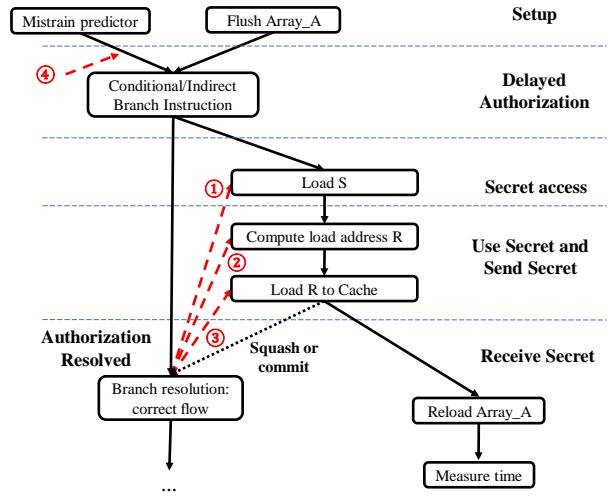 Mistrain predictor
Flush Array_A
Setup
④
Conditional/Indirect
Branch Instruction
Delayed
Authorization
①
Load S
Secret access
Compute load address R
②
Use Secret and
Send Secret
Load R to Cache
③
Authorization
Resolved
Squash or
commit
Receive Secret
Branch resolution:
correct flow
Reload Array_A
Measure time
...